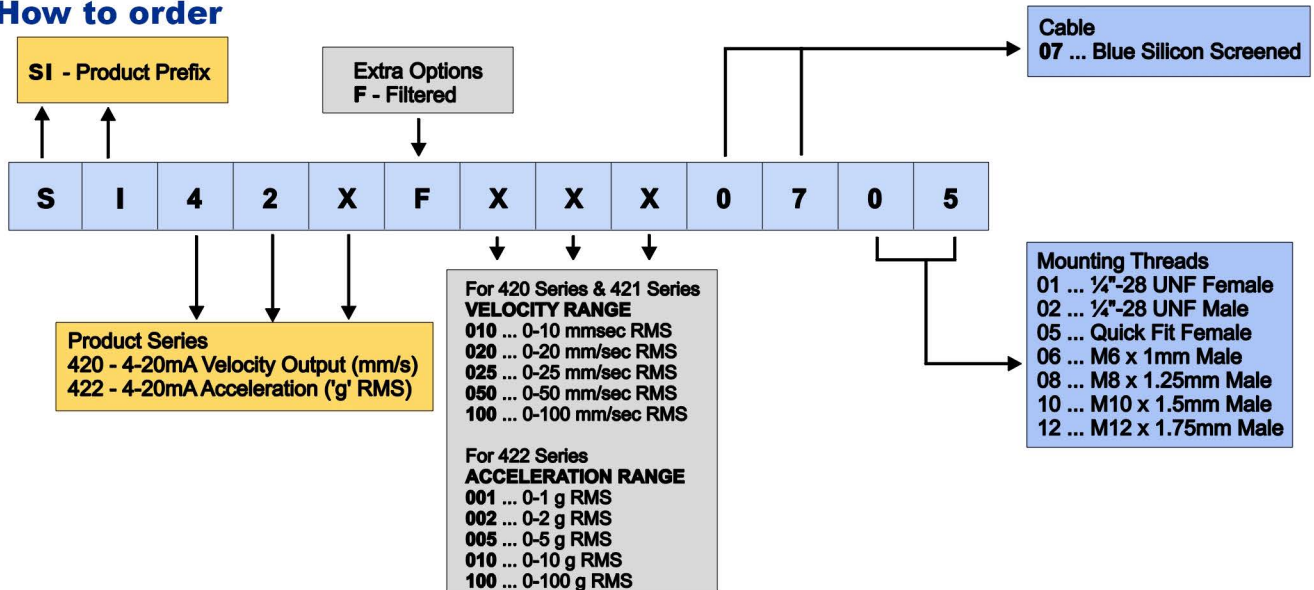 How to order
SI - Product Prefix
Extra Options
F - Filtered
Cable
07 ... Blue Silicon Screened
S I 4 2 X F X X X 0 7 0 5
Product Series
420 - 4-20mA Velocity Output (mm/s)
422 - 4-20mA Acceleration ('g' RMS)
For 420 Series & 421 Series
VELOCITY RANGE
010 ... 0-10 mmsec RMS
020 ... 0-20 mm/sec RMS
025 ... 0-25 mm/sec RMS
050 ... 0-50 mm/sec RMS
100 ... 0-100 mm/sec RMS
For 422 Series
ACCELERATION RANGE
001 ... 0-1 g RMS
002 ... 0-2 g RMS
005 ... 0-5 g RMS
010 ... 0-10 g RMS
100 ... 0-100 g RMS
Mounting Threads
01 ... ¼"-28 UNF Female
02 ... ¼"-28 UNF Male
05 ... Quick Fit Female
06 ... M6 x 1mm Male
08 ... M8 x 1.25mm Male
10 ... M10 x 1.5mm Male
12 ... M12 x 1.75mm Male